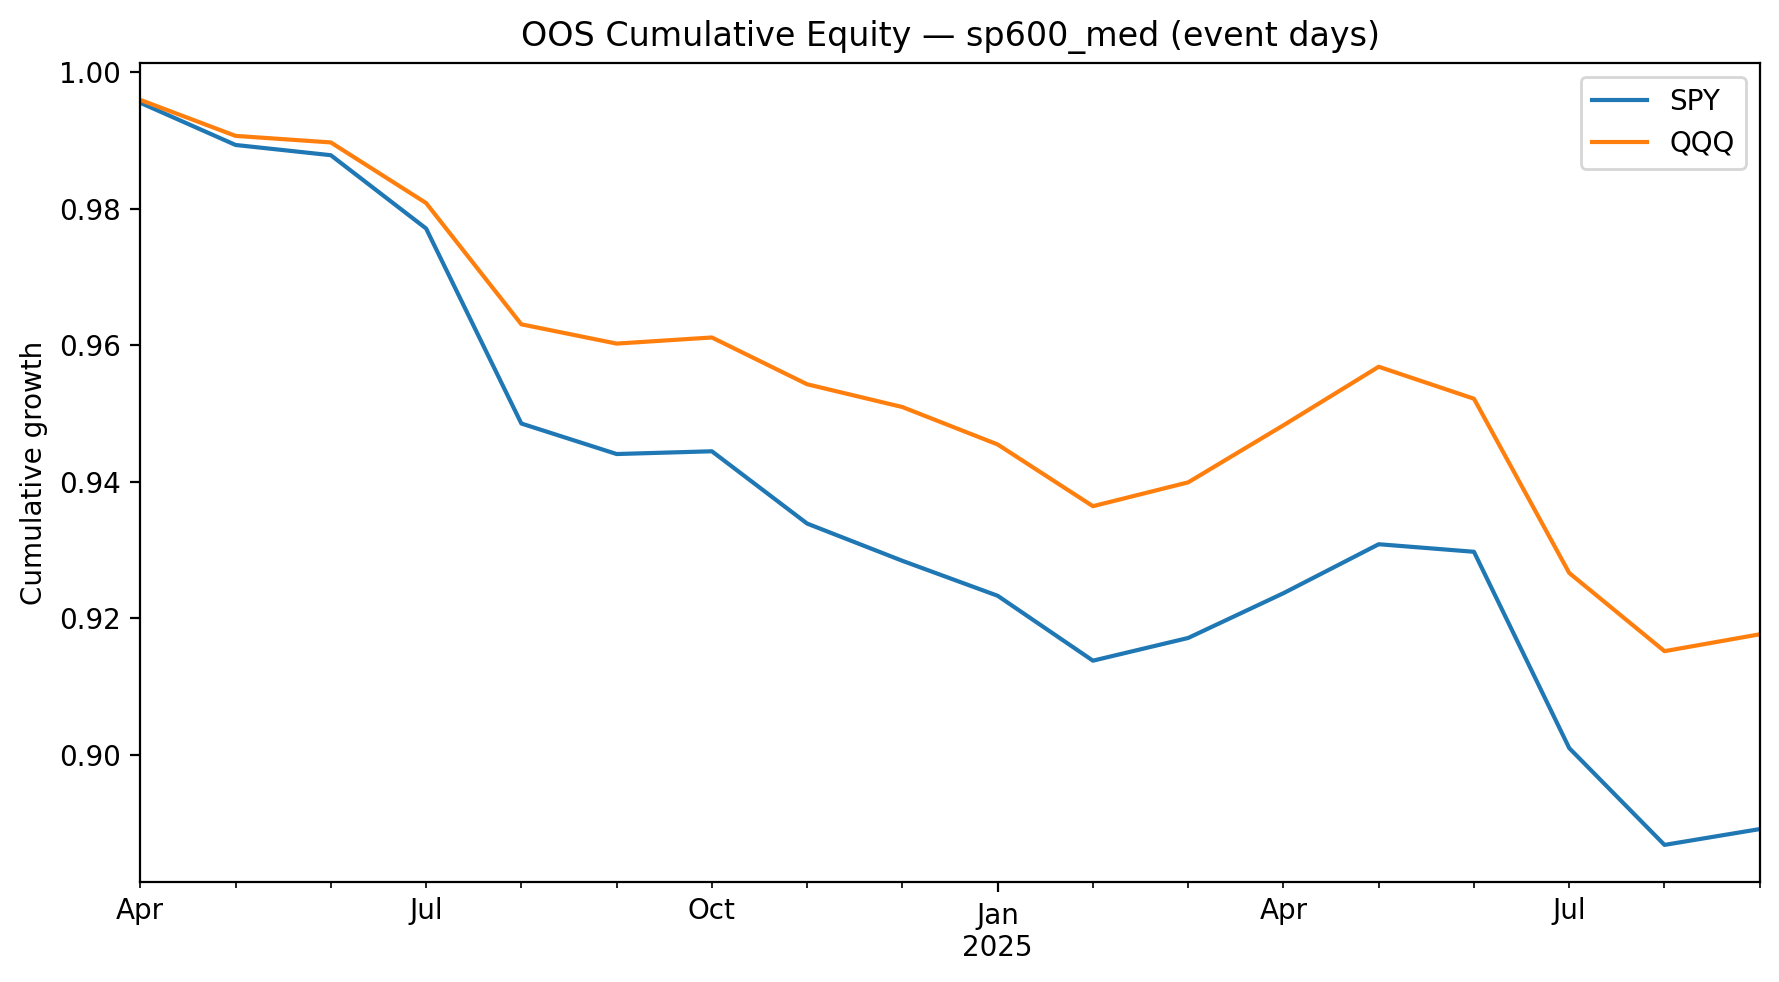 OOS Cumulative Equity — sp600_med (event days)
SPY
QQQ
Cumulative growth
1.00
0.98
0.96
0.94
0.92
0.90
Apr
Jul
Oct
Jan
2025
Apr
Jul